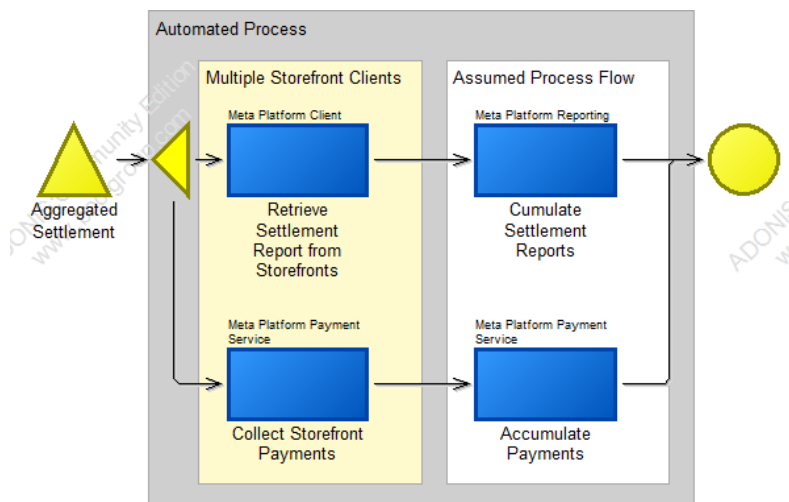 Automated Process
Multiple Storefront Clients
Assumed Process Flow
Meta Platform Client
Meta Platform Reporting
Aggregated
Settlement
Retrieve
Settlement
Report from
Storefronts
Cumulate
Settlement
Reports
Meta Platform Payment
Service
Meta Platform Payment
Service
Collect Storefront
Payments
Accumulate
Payments
ADONIS